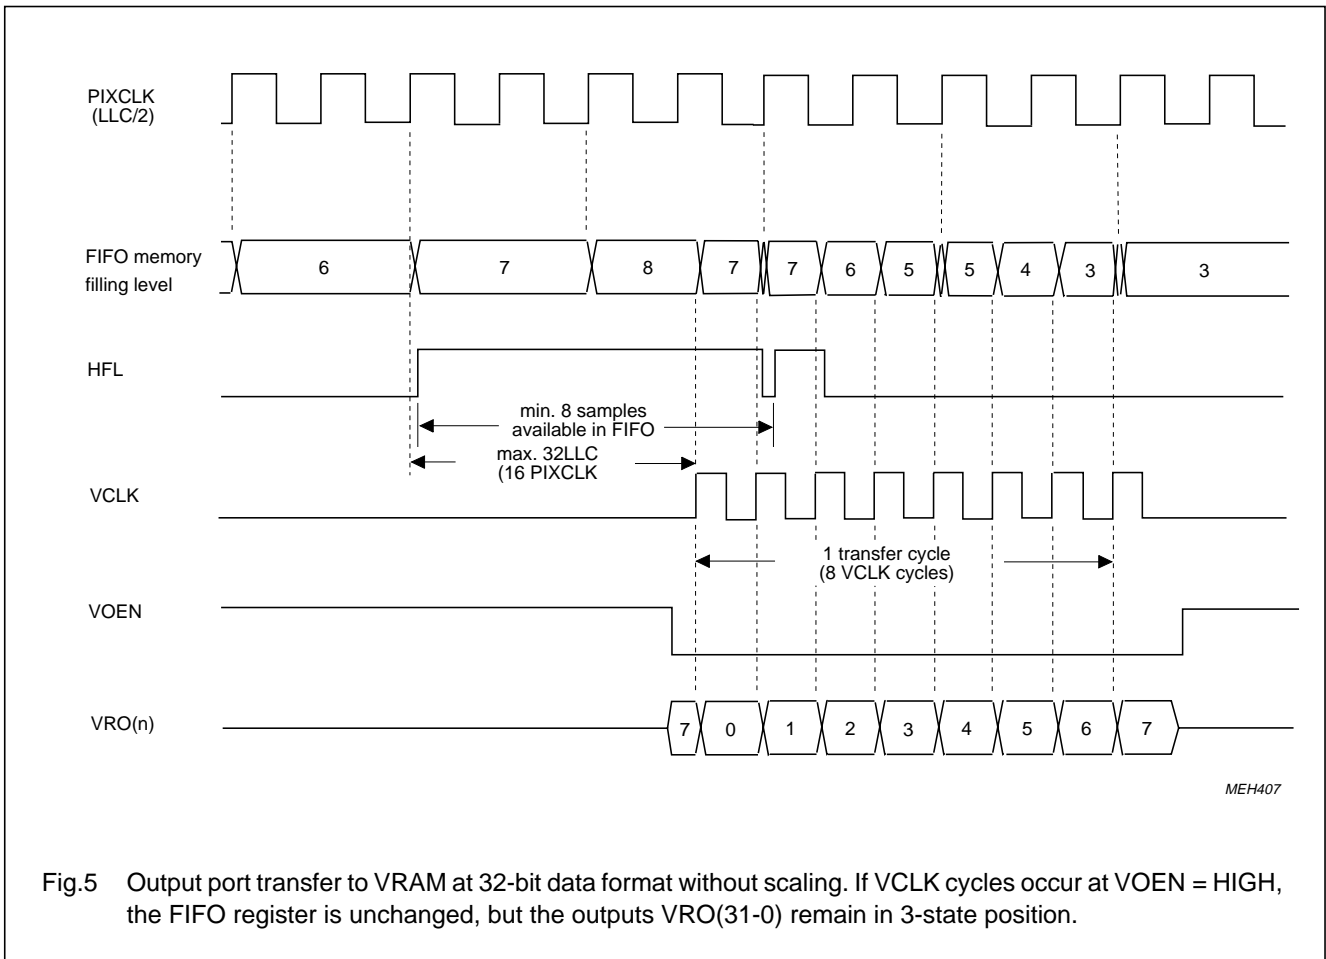 PIXCLK
(LLC/2)
FIFO memory
filling level
6 7 8 7 7 6 5 5 4 3 3
HFL
min. 8 samples
available in FIFO
max. 32LLC
(16 PIXCLK
VCLK
1 transfer cycle
(8 VCLK cycles)
VOEN
VRO(n)
7 0 1 2 3 4 5 6 7
MEH407
Fig.5 Output port transfer to VRAM at 32-bit data format without scaling. If VCLK cycles occur at VOEN = HIGH,
the FIFO register is unchanged, but the outputs VRO(31-0) remain in 3-state position.